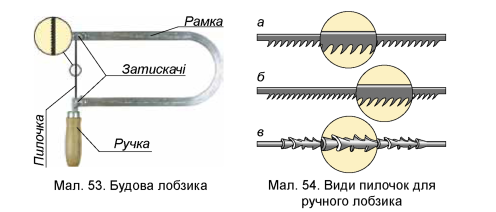 Рамка
Затискачі
Пилочка
Ручка
Мал. 53. Будова лобзика
а
б
в
Мал. 54. Види пилочок для
ручного лобзика